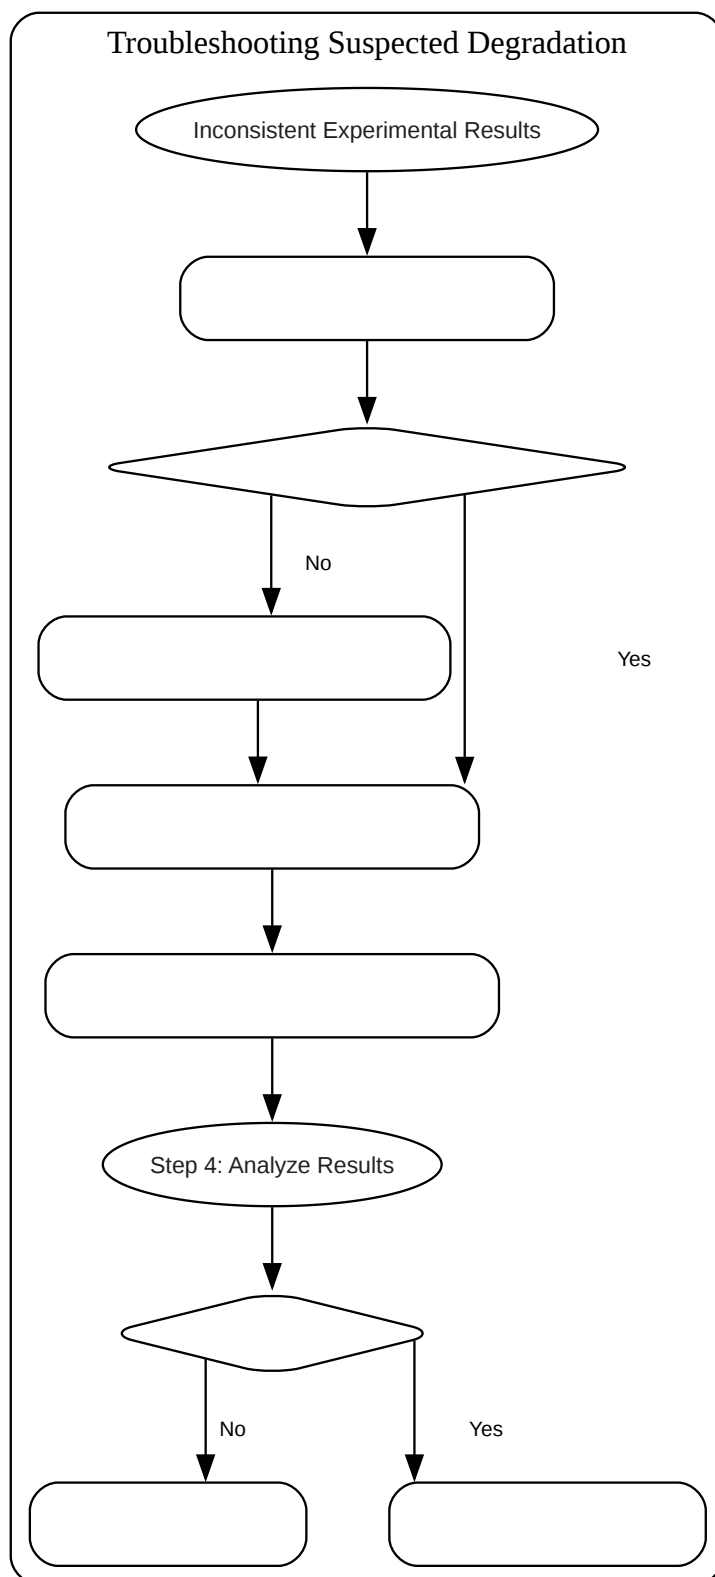 Troubleshooting Suspected Degradation
Inconsistent Experimental Results
No
Yes
Step 4: Analyze Results
No
Yes